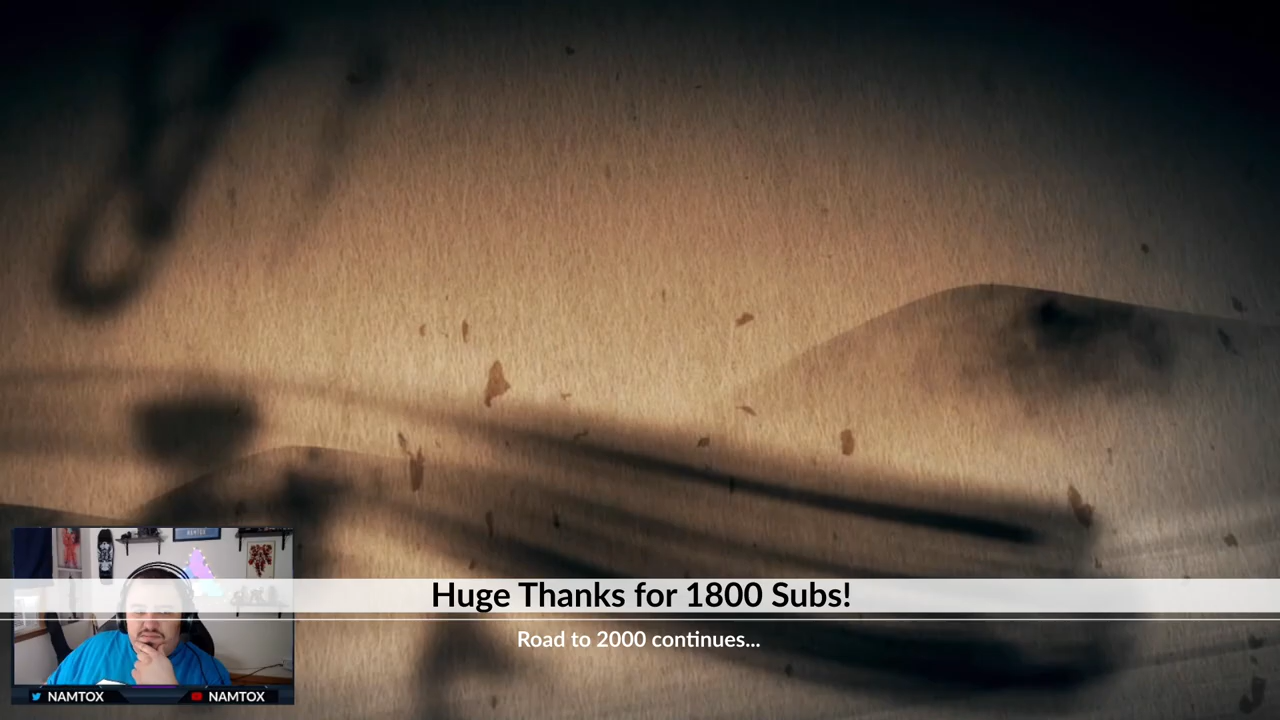 Huge Thanks for 1800 Subs!
Road to 2000 continues...
NAMTOX NAMTOX